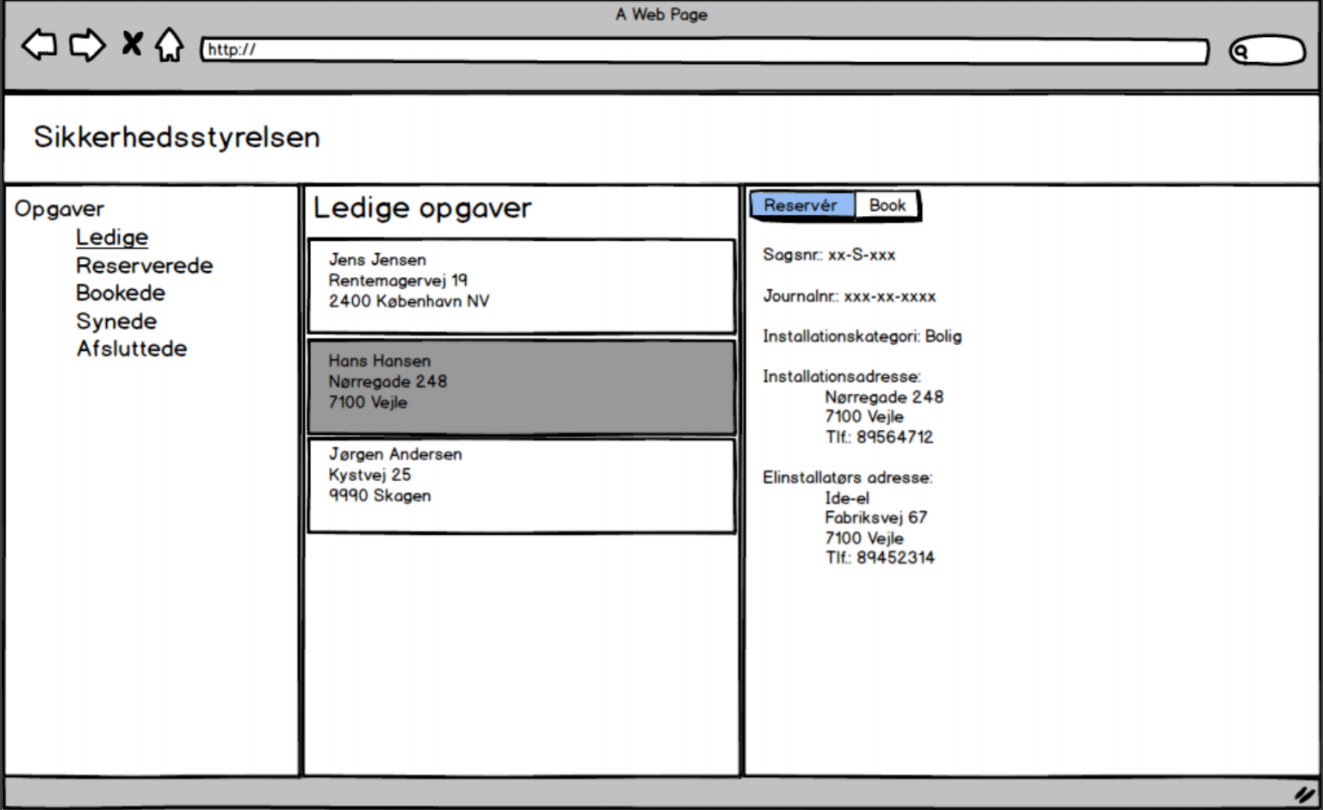 A Web Page
http://
Sikkerhedsstyrelsen
Opgaver
Ledige
Reserverede
Bookede
Synede
Afsluttede
Ledige opgaver
Jens Jensen
Rentemagervej 19
2400 København NV
Hans Hansen
Nørregade 248
7100 Vejle
Jørgen Andersen
Kystvej 25
9990 Skagen
Reservér
Book
Sagsnr.: xx-S-xxx
Journalnr.: xxx-xx-xxxx
Installationskategori: Bolig
Installationsadresse:
Nørregade 248
7100 Vejle
Tlf.: 89564712
Elinstallatørs adresse:
Ide-el
Fabriksvej 67
7100 Vejle
Tlf.: 89452314